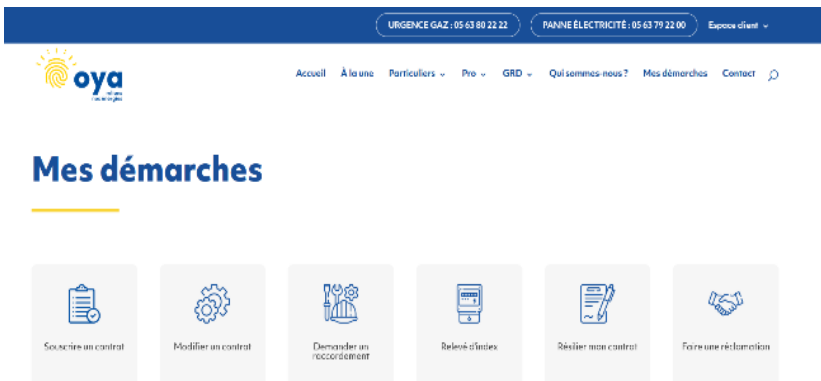 URGENCE GAZ : 05 63 80 22 22
PANNE ÉLECTRICITÉ : 05 63 79 22 00
Espace client
oya
Accueil À la une Particuliers Pro GRD Qui sommes-nous ? Mes démarches Contact
Mes démarches
Souscrire un contrat
Modifier un contrat
Demander un
raccordement
Relevé d'index
Résilier mon contrat
Faire une réclamation